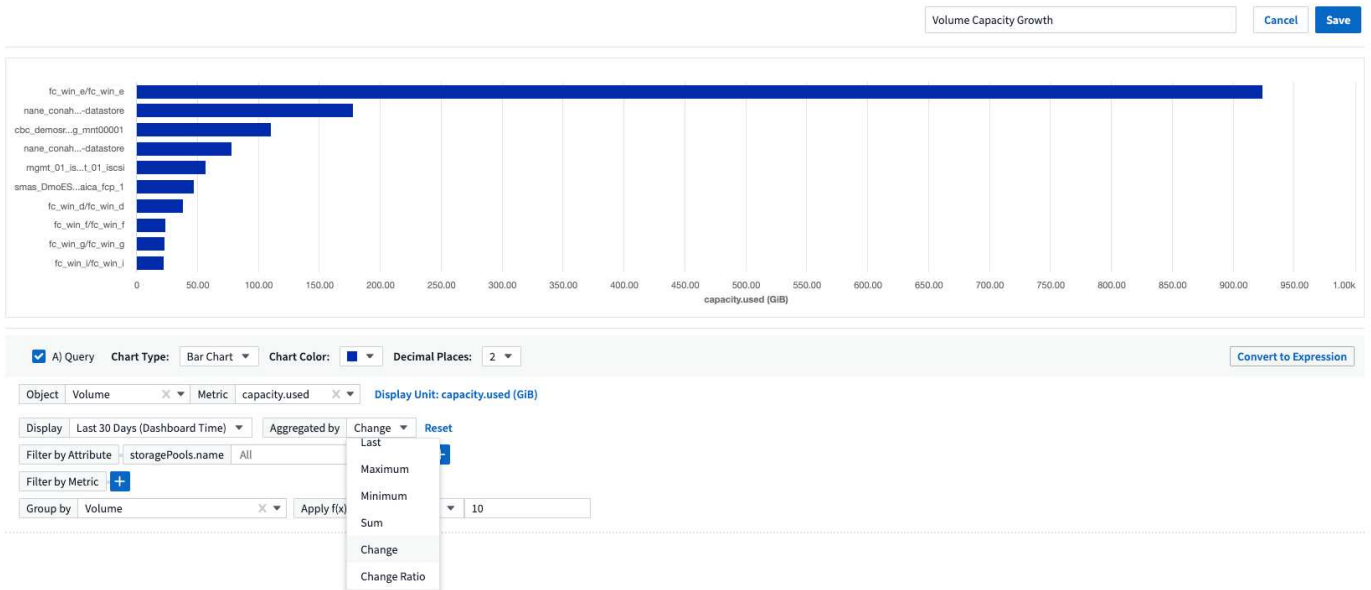 Volume Capacity Growth Cancel Save
fc_win_e/fc_win_e
nane_conah...-datastore
cbc_demosr...g_mnt00001
nane_conah...-datastore
mgmt_01_is...t_01_iscsi
smas_DmoES...aica_fcp_1
fc_win_d/fc_win_d
fc_win_f/fc_win_f
fc_win_g/fc_win_g
fc_win_i/fc_win_i
0 50.00 100.00 150.00 200.00 250.00 300.00 350.00 400.00 450.00 500.00 550.00 600.00 650.00 700.00 750.00 800.00 850.00 900.00 950.00 1.00k
capacity.used (GiB)
A) Query Chart Type: Bar Chart Chart Color: Decimal Places: 2 Convert to Expression
Object Volume Metric capacity.used Display Unit: capacity.used (GiB)
Display Last 30 Days (Dashboard Time) Aggregated by Change Reset
Last
Filter by Attribute storagePools.name All
Maximum
Filter by Metric +
Minimum
Group by Volume Apply f(x) 10
Sum
Change
Change Ratio